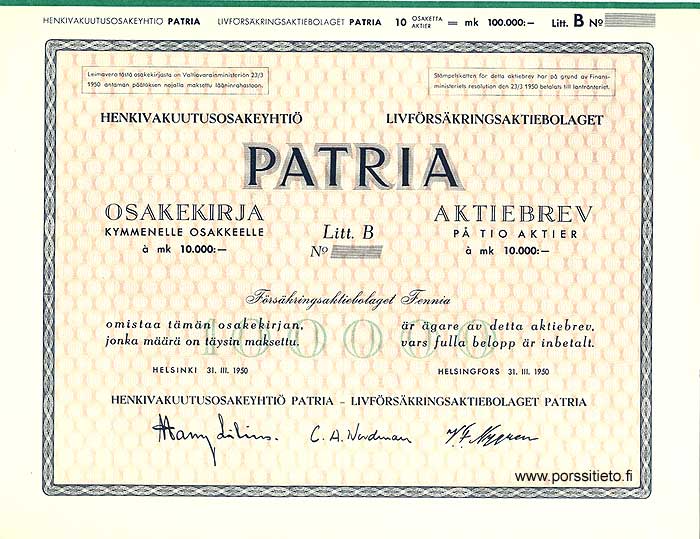 HENKIVAKUUTUSOSAKEYHTIÖ PATRIA LIVFÖRSÄKRINGSAKTIEBOLAGET PATRIA 10 OSAKETTA AKTIER = mk 100.000:— Litt. B No
Leimavero tästä osakekirjasta on Valtiovarainministeriön 23/3
1950 antaman päätöksen nojalla maksettu lääninrahastoon.
Stämpelskatten för detta aktiebrev har på grund av Finans-
ministeriets resolution den 23/3 1950 betalats till lantränteriet.
HENKIVAKUUTUSOSAKEYHTIÖ LIVFÖRSÄKRINGSAKTIEBOLAGET
PATRIA
OSAKEKIRJA
KYMMENELLE OSAKKEELLE
à mk 10.000:—
Litt. B
No
AKTIEBREV
PÅ TIO AKTIER
à mk 10.000:—
Försäkringsaktiebolaget Fennia
100000
omistaa tämän osakekirjan,
jonka määrä on täysin maksettu.
är ägare av detta aktiebrev,
vars fulla belopp är inbetalt.
HELSINKI 31. III. 1950
HELSINGFORS 31. III. 1950
HENKIVAKUUTUSOSAKEYHTIÖ PATRIA – LIVFÖRSÄKRINGSAKTIEBOLAGET PATRIA
C. A. Nordman
www.porssitieto.fi